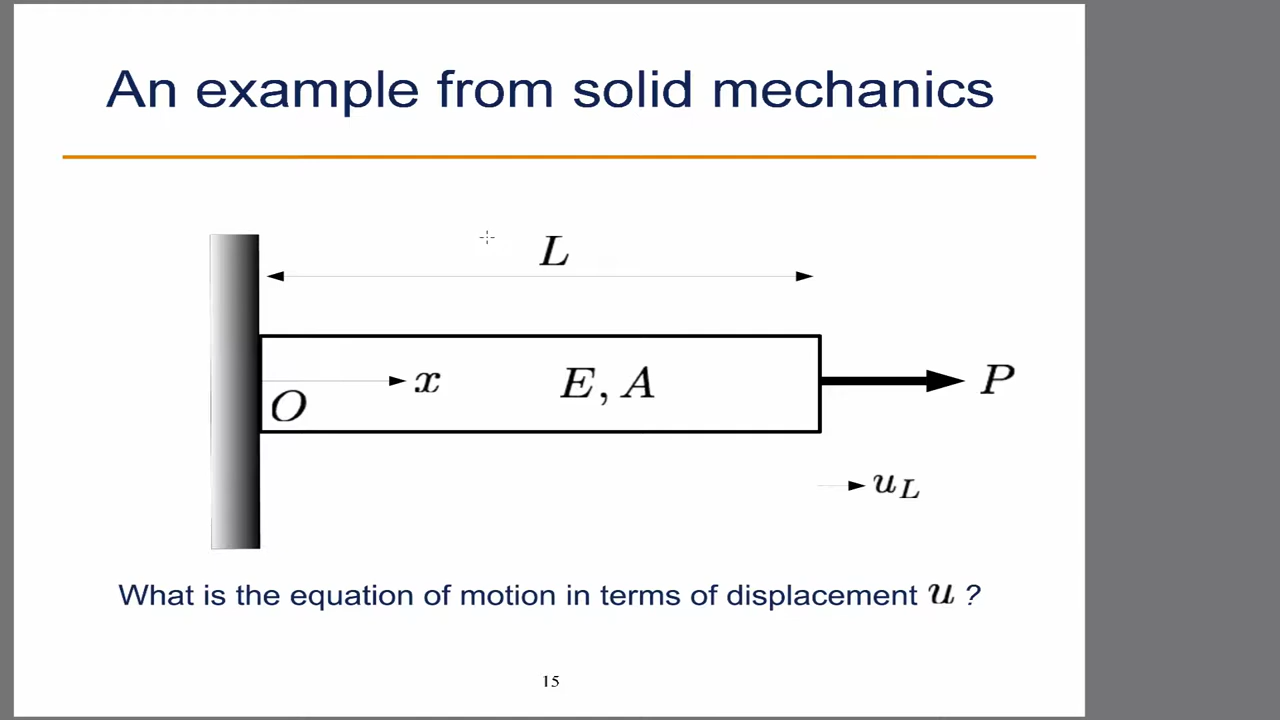 An example from solid mechanics
L
x
E, A
P
O
u_L
What is the equation of motion in terms of displacement u ?
15